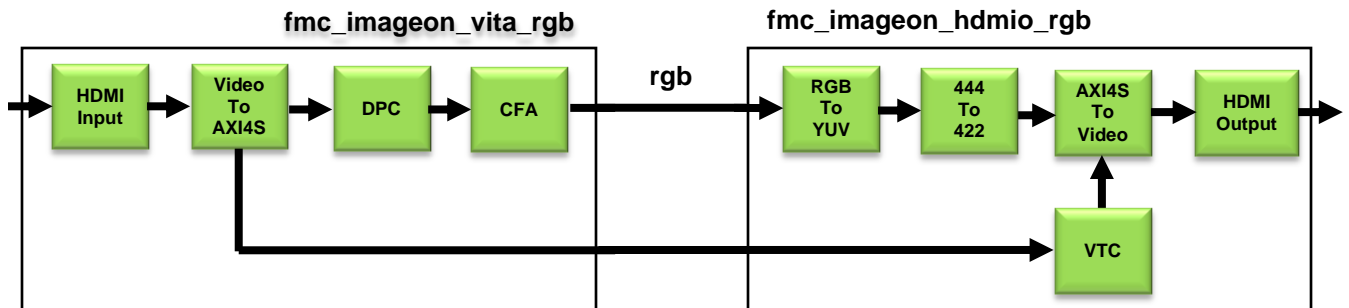 fmc_imageon_vita_rgb
fmc_imageon_hdmio_rgb
HDMI
Input
Video
To
AXI4S
DPC
CFA
rgb
RGB
To
YUV
444
To
422
AXI4S
To
Video
HDMI
Output
VTC